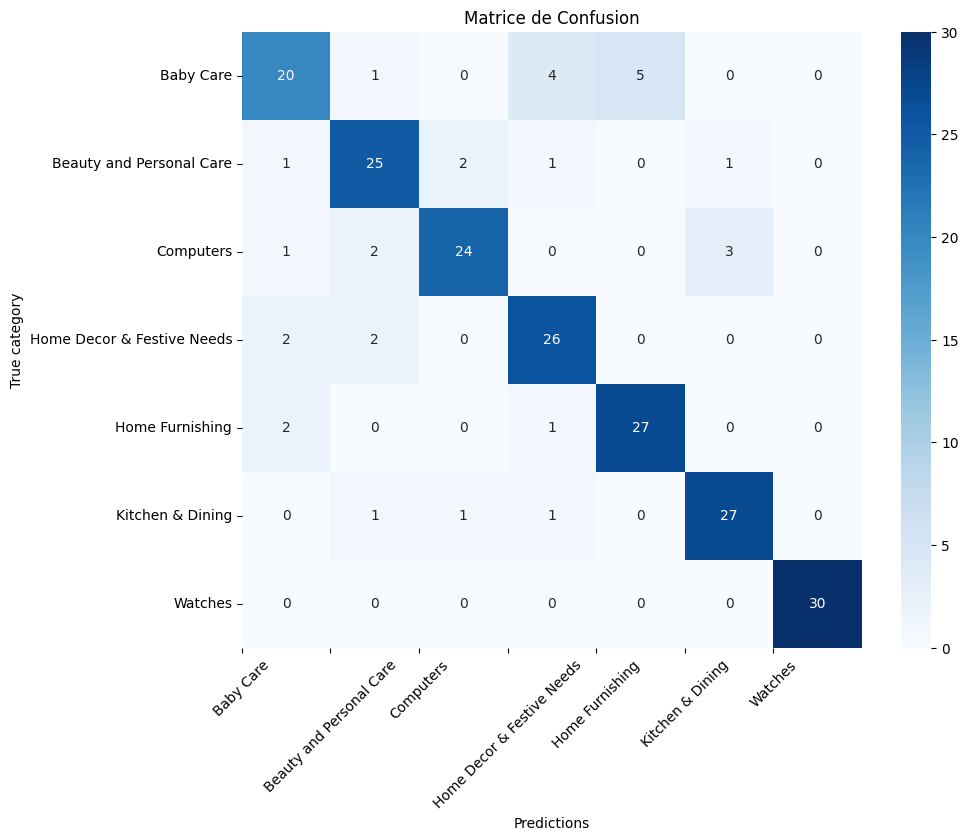 Matrice de Confusion
True category
Baby Care 20 1 0 4 5 0 0
Beauty and Personal Care 1 25 2 1 0 1 0
Computers 1 2 24 0 0 3 0
Home Decor & Festive Needs 2 2 0 26 0 0 0
Home Furnishing 2 0 0 1 27 0 0
Kitchen & Dining 0 1 1 1 0 27 0
Watches 0 0 0 0 0 0 30
Baby Care
Beauty and Personal Care
Computers
Home Decor & Festive Needs
Home Furnishing
Kitchen & Dining
Watches
Predictions
30
25
20
15
10
5
0